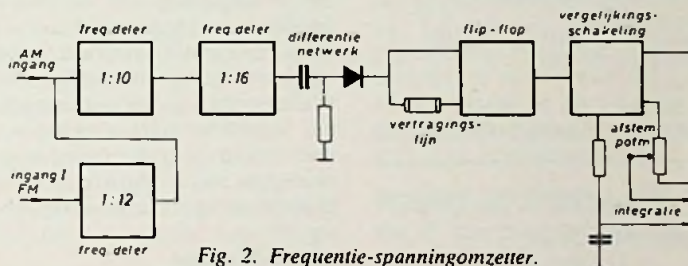 freq. deler
AM
ingang
1:10
freq. deler
1:16
differentie
netwerk
flip-flop
vergelijkings-
schakeling
vertragings-
lijn
afstem
potm
ingang I
FM
1:12
freq. deler
integratie
Fig. 2. Frequentie-spanningomzetter.